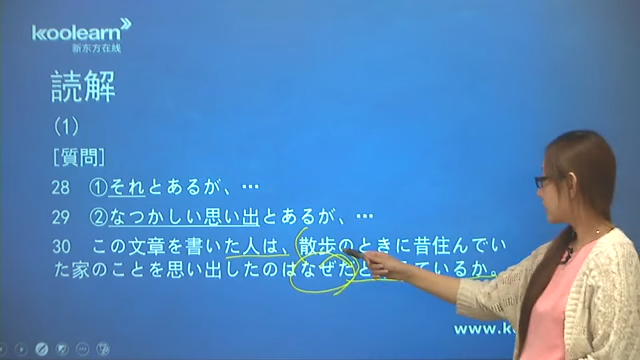 koolearn
新东方在线
読解
(1)
[質問]
28 ①それとあるが、…
29 ②なつかしい思い出とあるが、…
30 この文章を書いた人は、散歩のときに昔住んでい
た家のことを思い出したのはなぜだと ているか。
www.k